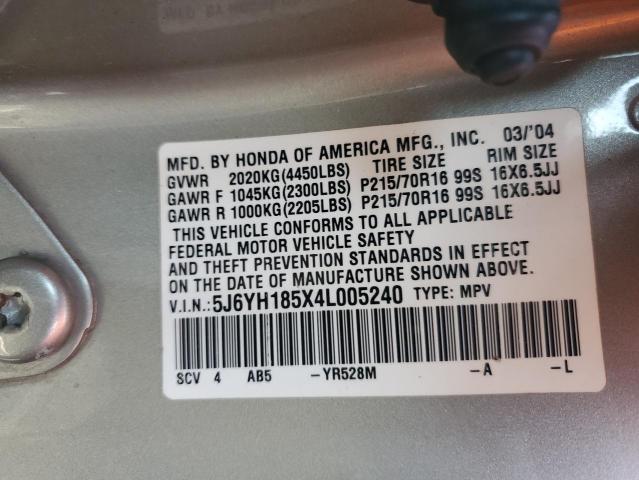 MFD. BY HONDA OF AMERICA MFG., INC. 03/'04
GVWR 2020KG(4450LBS) TIRE SIZE RIM SIZE
GAWR F 1045KG(2300LBS) P215/70R16 99S 16X6.5JJ
GAWR R 1000KG(2205LBS) P215/70R16 99S 16X6.5JJ
THIS VEHICLE CONFORMS TO ALL APPLICABLE
FEDERAL MOTOR VEHICLE SAFETY
AND THEFT PREVENTION STANDARDS IN EFFECT
ON THE DATE OF MANUFACTURE SHOWN ABOVE.
V.I.N.: 5J6YH185X4L005240 TYPE: MPV
SCV 4 AB5 -YR528M -A -L